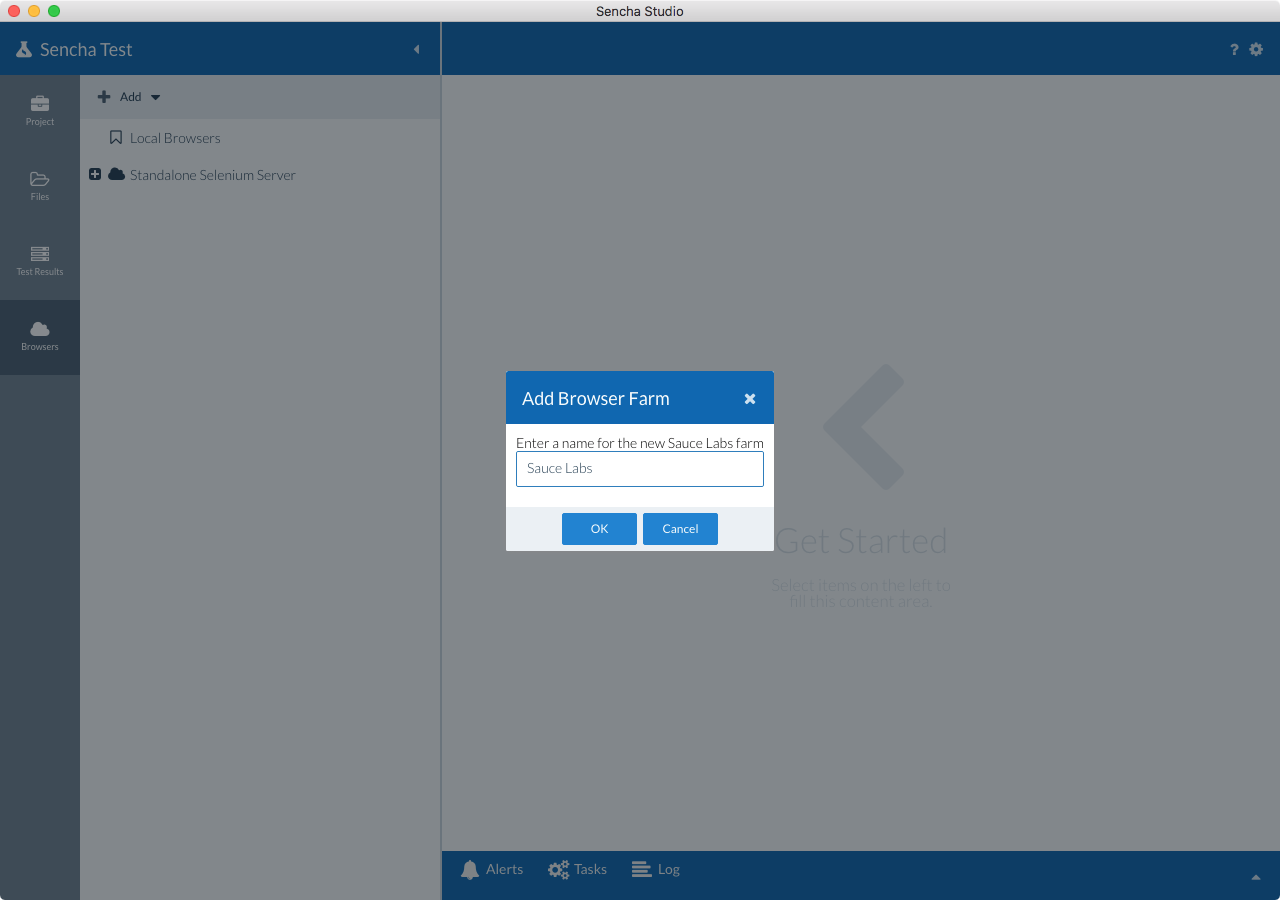 Sencha Studio
Sencha Test
?
Project
Files
Test Results
Browsers
Add
Local Browsers
Standalone Selenium Server
Add Browser Farm
Enter a name for the new Sauce Labs farm
Sauce Labs
OK
Cancel
Get Started
Select items on the left to
fill this content area.
Alerts
Tasks
Log